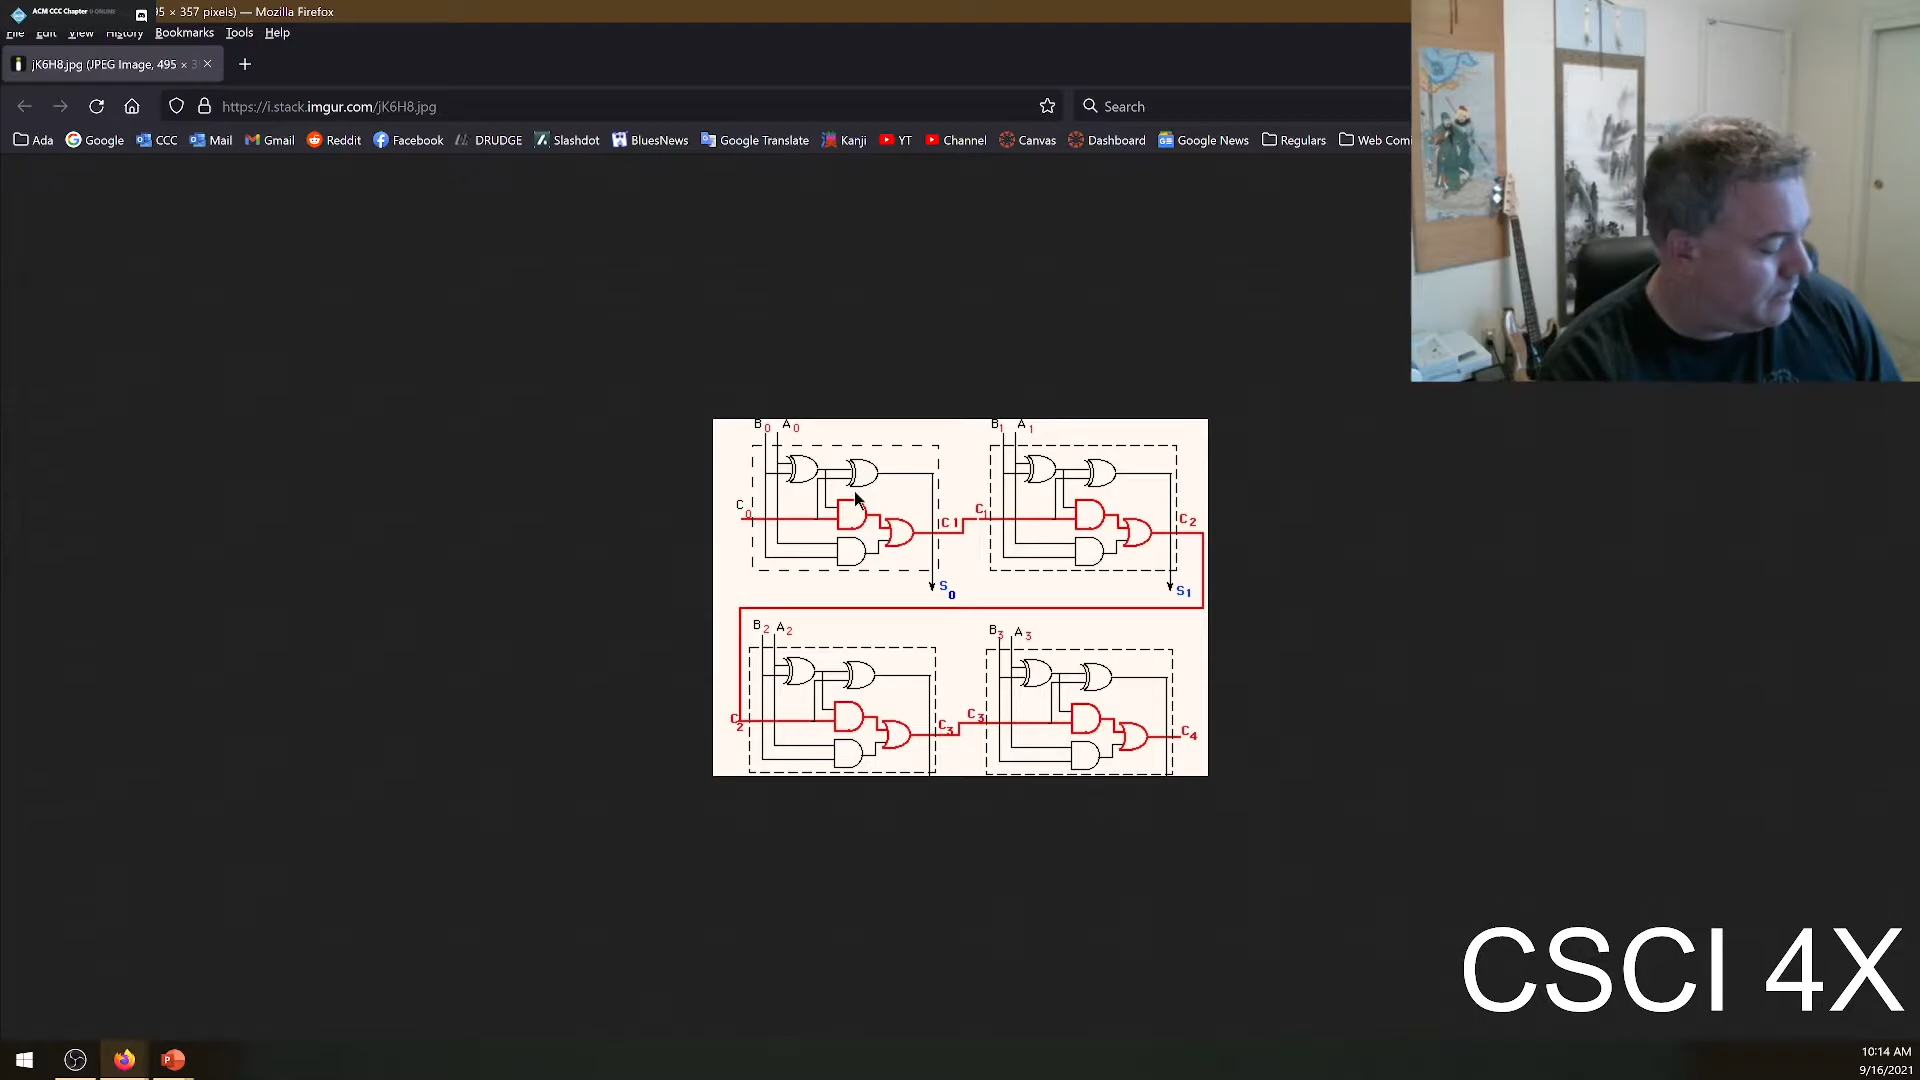 ACM CCC Chapter
95 × 357 pixels) — Mozilla Firefox
File Edit View History Bookmarks Tools Help
jK6H8.jpg (JPEG Image, 495 × 3
https://i.stack.imgur.com/jK6H8.jpg
Search
Ada Google CCC Mail Gmail Reddit Facebook DRUDGE Slashdot BluesNews Google Translate Kanji YT Channel Canvas Dashboard Google News Regulars Web Comi
B0 A0 B1 A1
C0 C1 C1 C2
S0 S1
B2 A2 B3 A3
C2 C3 C3 C4
CSCI 4X
10:14 AM
9/16/2021